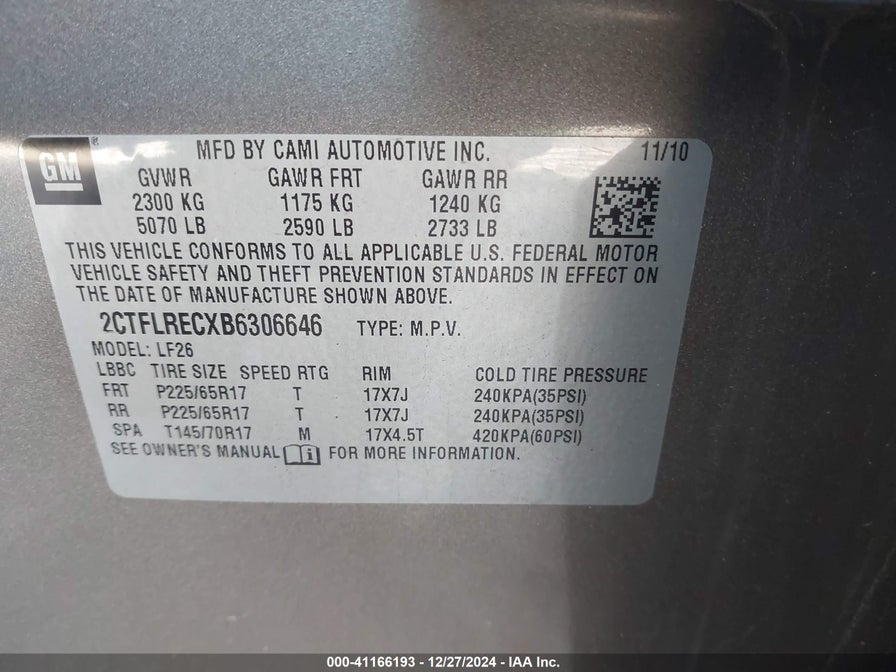 GM
MFD BY CAMI AUTOMOTIVE INC. 11/10
GVWR GAWR FRT GAWR RR
2300 KG 1175 KG 1240 KG
5070 LB 2590 LB 2733 LB
THIS VEHICLE CONFORMS TO ALL APPLICABLE U.S. FEDERAL MOTOR
VEHICLE SAFETY AND THEFT PREVENTION STANDARDS IN EFFECT ON
THE DATE OF MANUFACTURE SHOWN ABOVE.
2CTFLRECXB6306646 TYPE: M.P.V.
MODEL: LF26
LBBC TIRE SIZE SPEED RTG RIM COLD TIRE PRESSURE
FRT P225/65R17 T 17X7J 240KPA(35PSI)
RR P225/65R17 T 17X7J 240KPA(35PSI)
SPA T145/70R17 M 17X4.5T 420KPA(60PSI)
SEE OWNER'S MANUAL i FOR MORE INFORMATION.
000-41166193 - 12/27/2024 - IAA Inc.